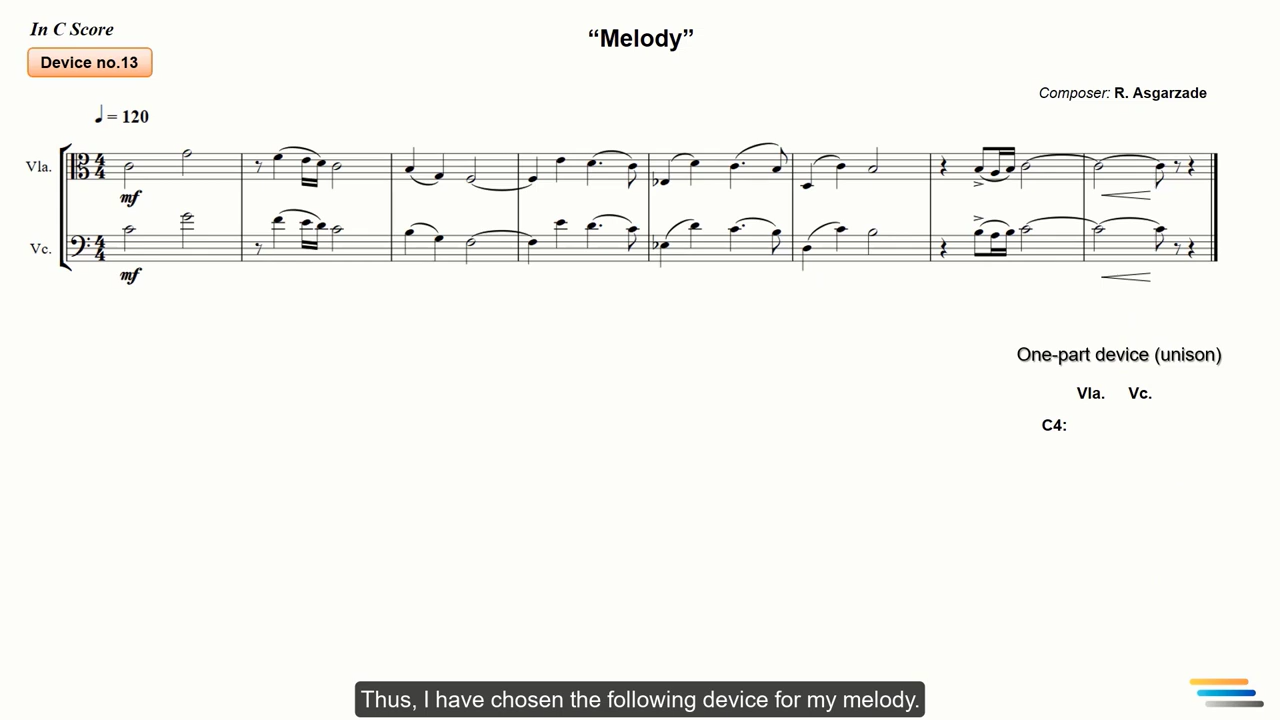 In C Score
“Melody”
Device no.13
Composer: R. Asgarzade
♩ = 120
Vla.
mf
Vc.
mf
One-part device (unison)
Vla. Vc.
C4:
Thus, I have chosen the following device for my melody.